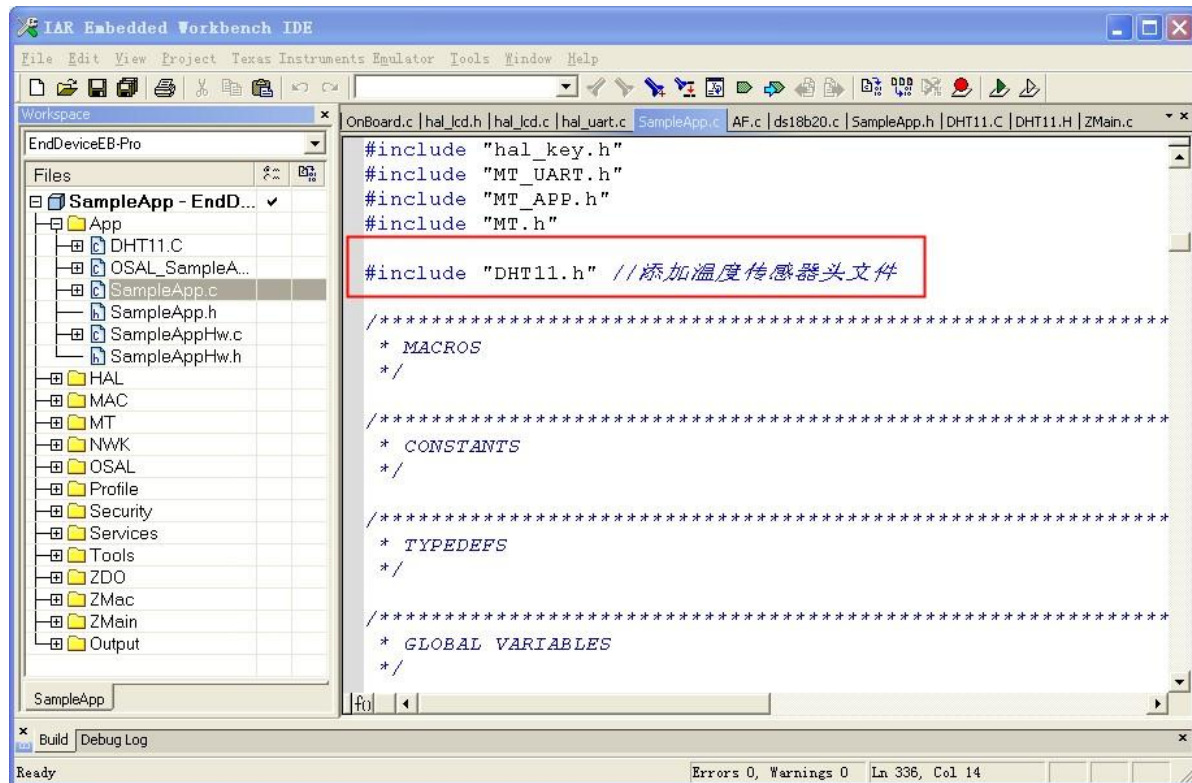 IAR Embedded Workbench IDE
File Edit View Project Texas Instruments Emulator Tools Window Help
Workspace
OnBoard.c | hal_lcd.h | hal_lcd.c | hal_uart.c SampleApp.c AF.c | ds18b20.c | SampleApp.h | DHT11.C | DHT11.H | ZMain.c
EndDeviceEB-Pro
Files
SampleApp - EndD...
App
DHT11.C
OSAL_SampleA...
SampleApp.c
SampleApp.h
SampleAppHw.c
SampleAppHw.h
HAL
MAC
MT
NWK
OSAL
Profile
Security
Services
Tools
ZDO
ZMac
ZMain
Output
SampleApp
#include "hal_key.h"
#include "MT_UART.h"
#include "MT_APP.h"
#include "MT.h"
#include "DHT11.h" //添加温度传感器头文件
/*************************************************************
* MACROS
*/
/*************************************************************
* CONSTANTS
*/
/*************************************************************
* TYPEDEFS
*/
/*************************************************************
* GLOBAL VARIABLES
*/
f()
Build Debug Log
Ready Errors 0, Warnings 0 Ln 336, Col 14